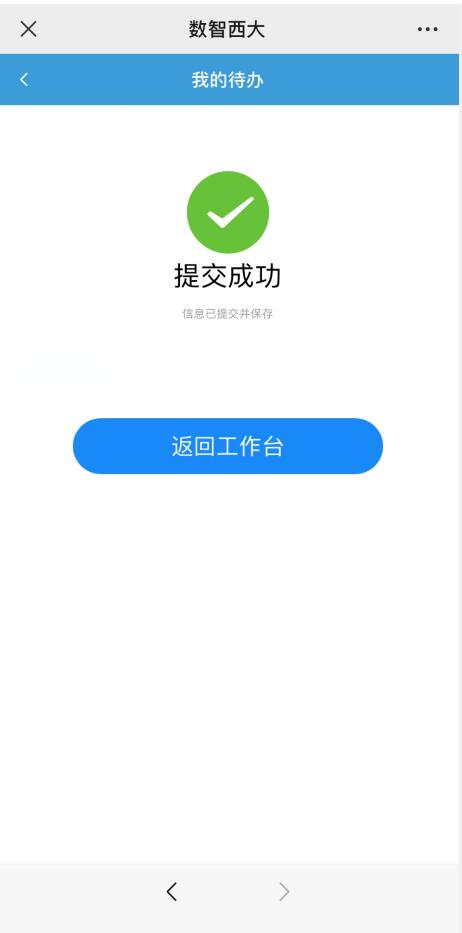 数智西大
我的待办
提交成功
信息已提交并保存
返回工作台